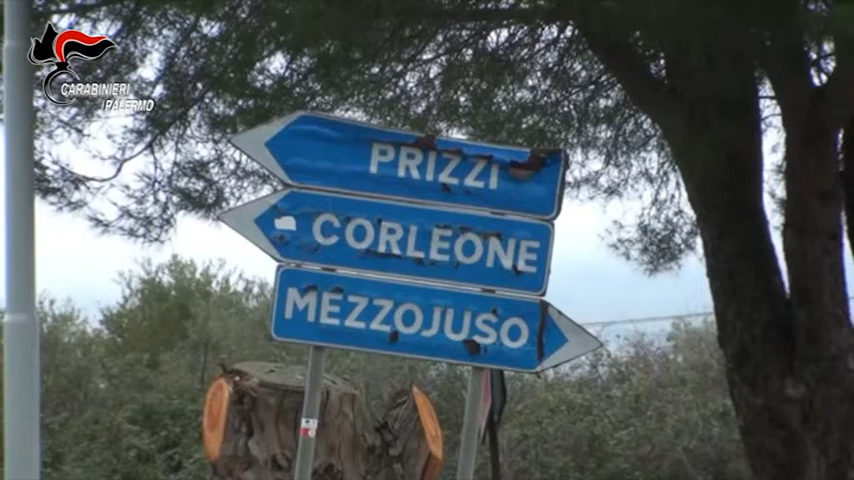 CARABINIERI
PALERMO
PRIZZI
CORLEONE
MEZZOJUSO